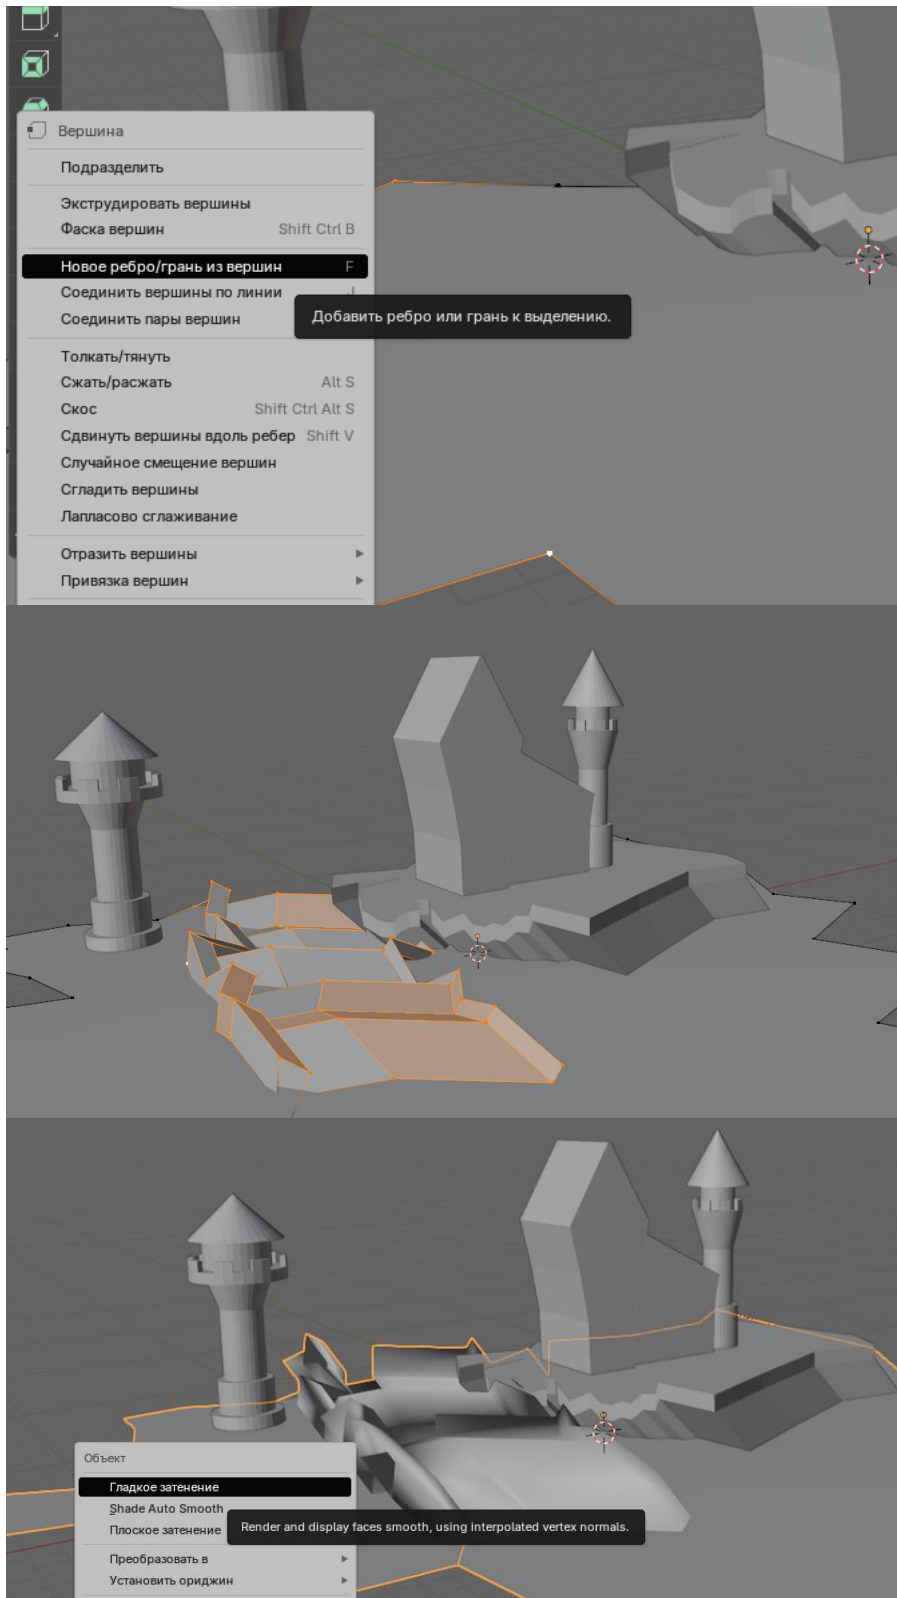 Вершина
Подразделить
Экструдировать вершины
Фаска вершин Shift Ctrl B
Новое ребро/грань из вершин F
Соединить вершины по линии
Соединить пары вершин
Добавить ребро или грань к выделению.
Толкать/тянуть
Сжать/расжать Alt S
Скос Shift Ctrl Alt S
Сдвинуть вершины вдоль ребер Shift V
Случайное смещение вершин
Сгладить вершины
Лапласово сглаживание
Отразить вершины
Привязка вершин
Объект
Гладкое затенение
Shade Auto Smooth
Плоское затенение
Render and display faces smooth, using interpolated vertex normals.
Преобразовать в
Установить ориджин